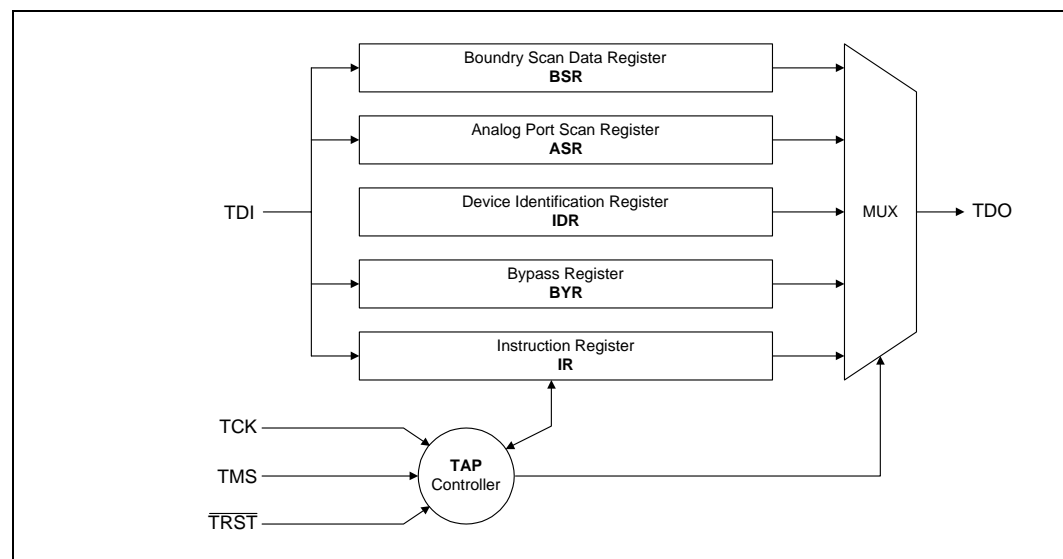 Boundry Scan Data Register
BSR
Analog Port Scan Register
ASR
Device Identification Register
IDR
TDI
MUX
TDO
Bypass Register
BYR
Instruction Register
IR
TCK
TMS
TRST
TAP
Controller